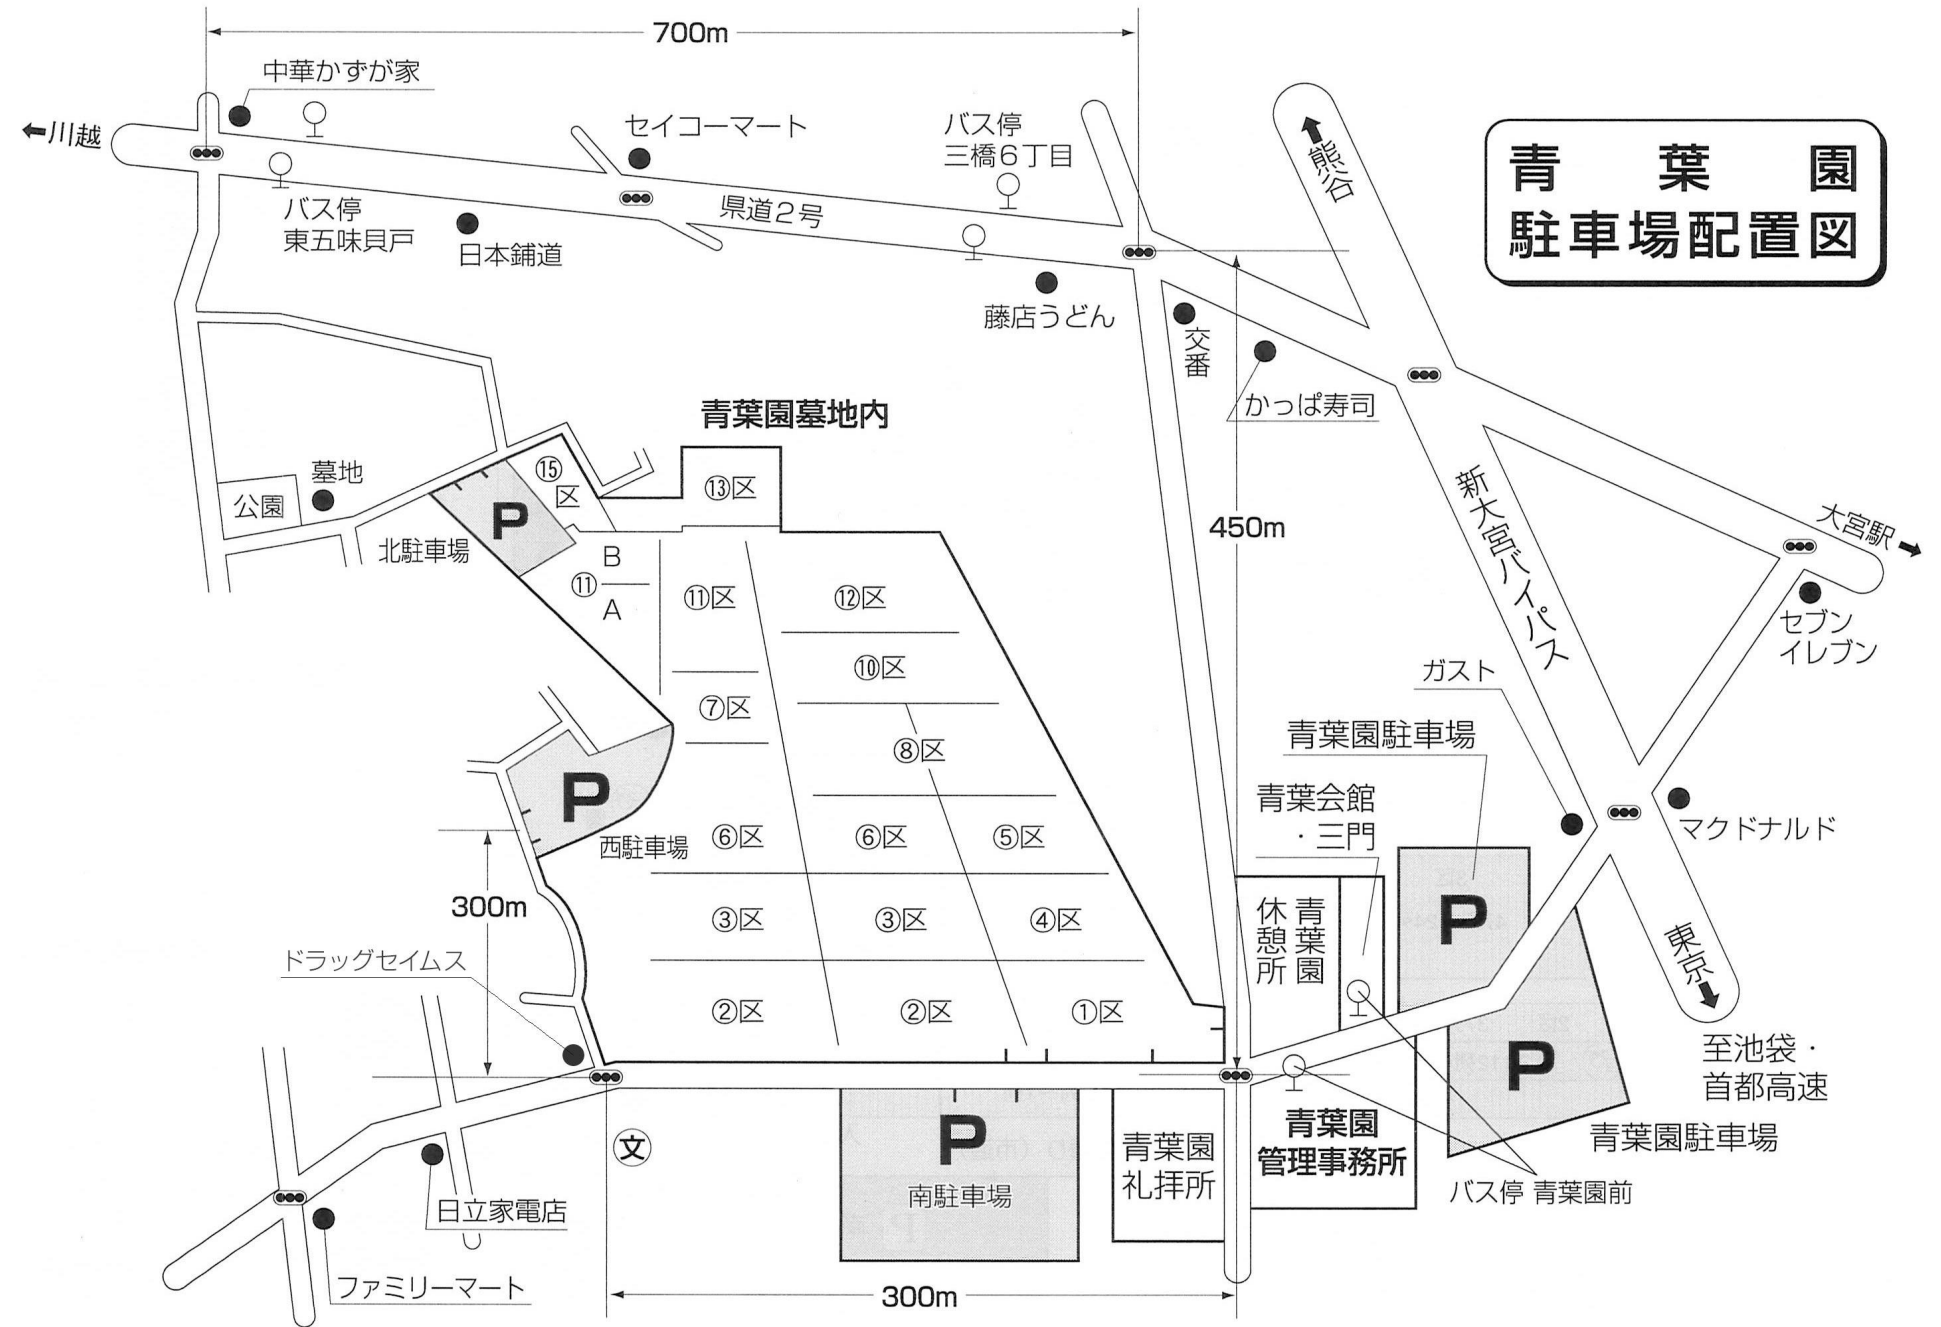 700m
中華かずが家
←川越
セイコーマート
バス停
三橋6丁目
熊谷
青葉園
駐車場配置図
バス停
東五味貝戸
日本鋪道
県道2号
藤店うどん
交番
かっぱ寿司
青葉園墓地内
墓地
公園
北駐車場
P
⑮区
⑬区
450m
新大宮バイパス
大宮駅→
B
⑪
A
⑪区
⑫区
⑩区
⑦区
⑧区
セブン
イレブン
ガスト
青葉園駐車場
青葉会館
・三門
マクドナルド
P
西駐車場
⑥区
⑥区
⑤区
300m
③区
③区
④区
青葉園
休憩所
P
東京
ドラッグセイムス
②区
②区
①区
至池袋・
首都高速
P
青葉園駐車場
文
P
南駐車場
青葉園
礼拝所
青葉園
管理事務所
バス停 青葉園前
日立家電店
ファミリーマート
300m